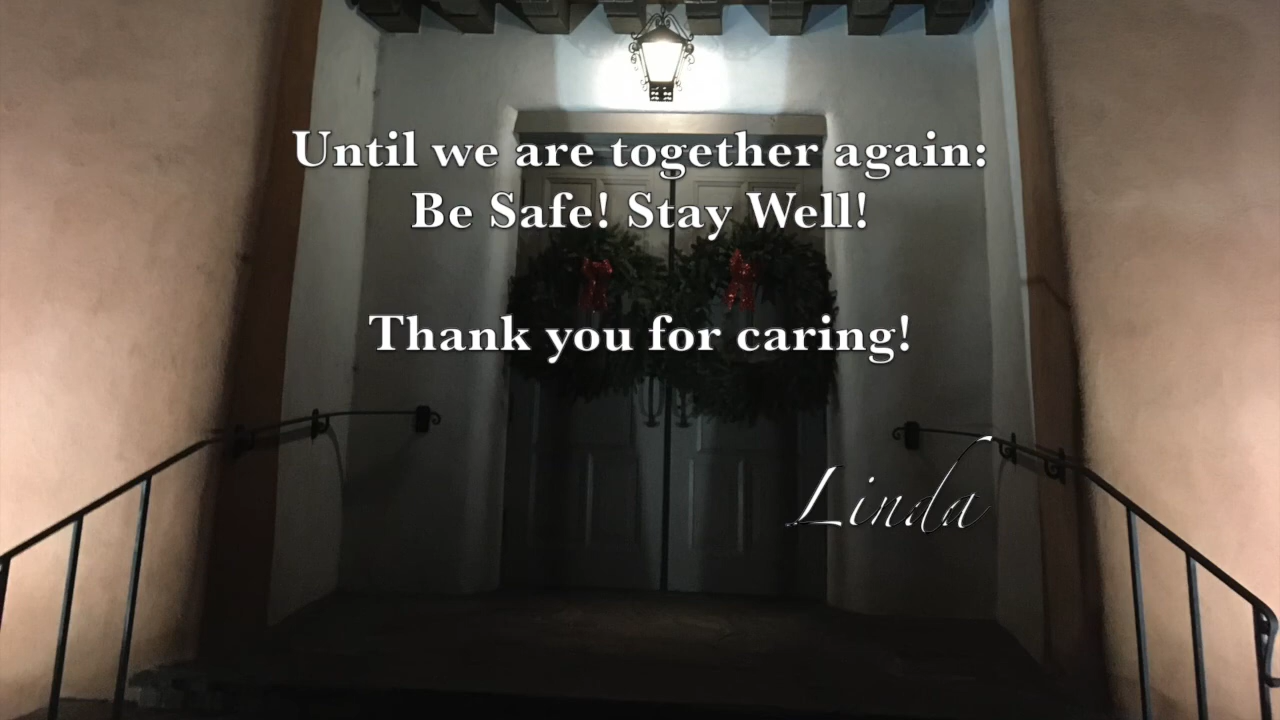 Until we are together again:
Be Safe! Stay Well!
Thank you for caring!
Linda